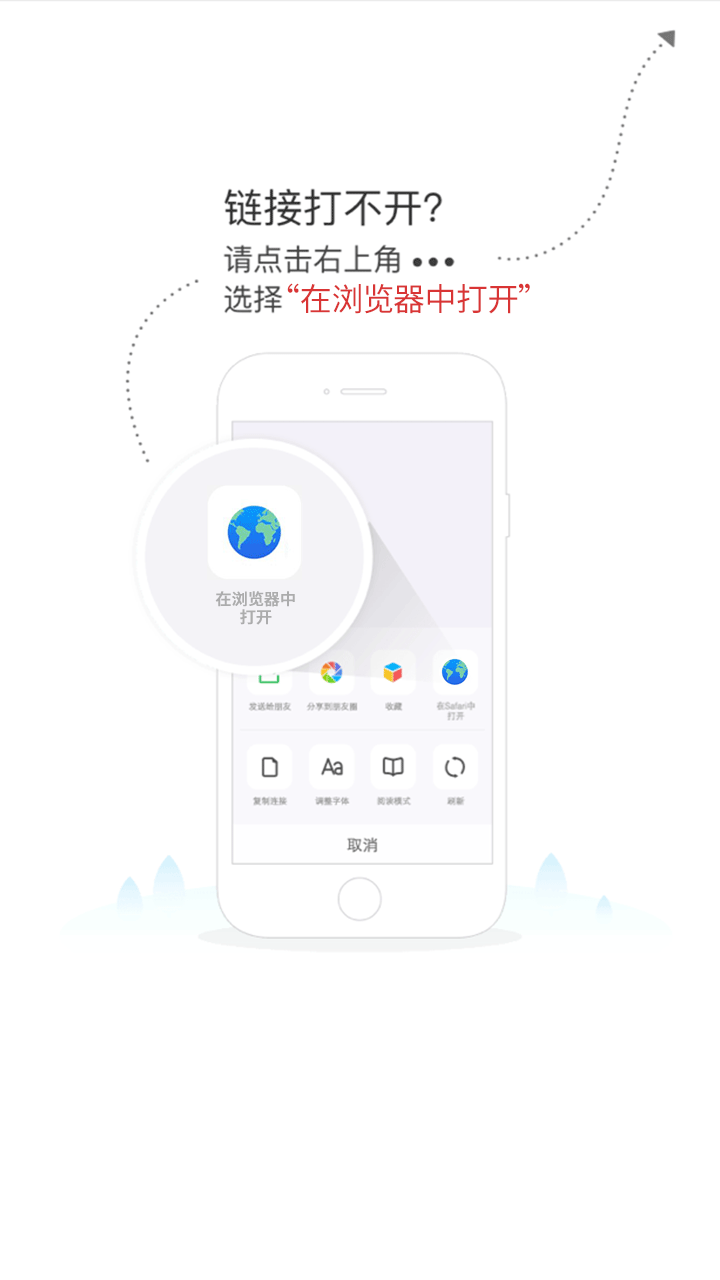 链接打不开?
请点击右上角 •••
选择“在浏览器中打开”
在浏览器中
打开
发送给朋友
分享到朋友圈
收藏
在Safari中
打开
复制连接
Aa
调整字体
阅读模式
刷新
取消